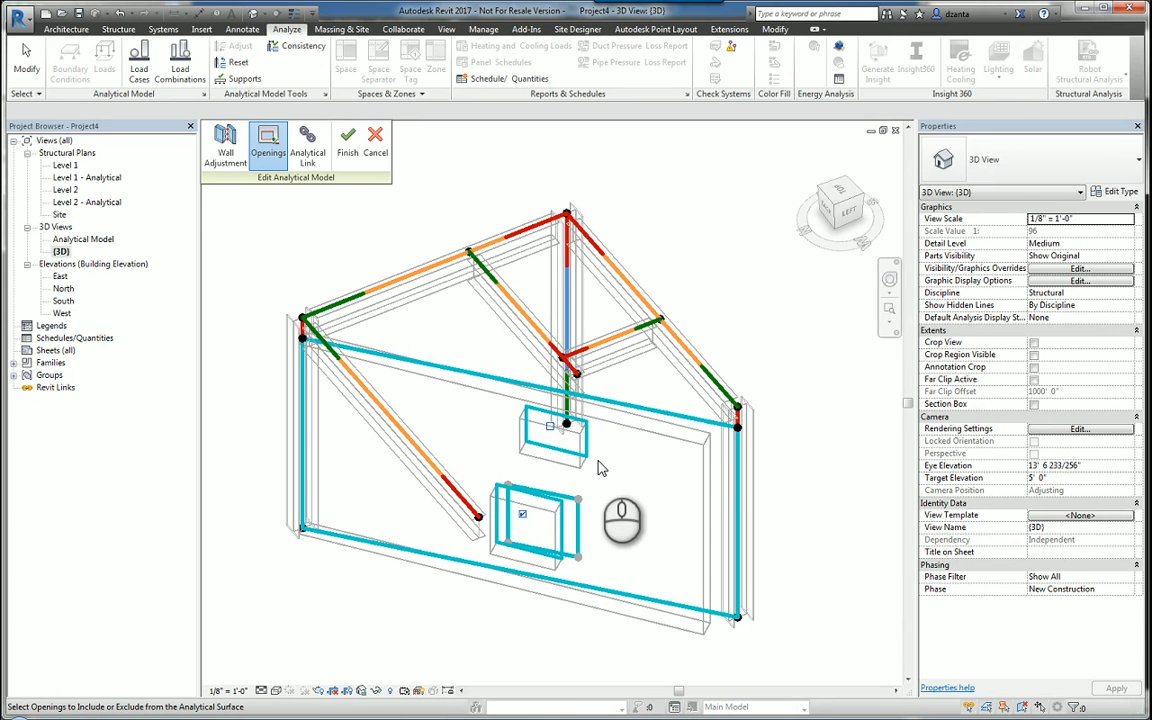 Autodesk Revit 2017 - Not For Resale Version - Project4 - 3D View: {3D}
Type a keyword or phrase
dzanta
Architecture Structure Systems Insert Annotate Analyze Massing & Site Collaborate View Manage Add-Ins Site Designer Autodesk Point Layout Extensions Modify
Modify
Select
Boundary Conditions
Loads
Load Cases
Load Combinations
Analytical Model
Adjust
Reset
Supports
Consistency
Analytical Model Tools
Space
Space Separator
Space Tag
Zone
Spaces & Zones
Heating and Cooling Loads
Panel Schedules
Schedule/ Quantities
Duct Pressure Loss Report
Pipe Pressure Loss Report
Reports & Schedules
Check Systems
Color Fill
Energy Analysis
Generate Insight
Insight360
Heating Cooling
Lighting
Solar
Insight 360
Robot Structural Analysis
Structural Analysis
Project Browser - Project4
Views (all)
Structural Plans
Level 1
Level 1 - Analytical
Level 2
Level 2 - Analytical
Site
3D Views
Analytical Model
{3D}
Elevations (Building Elevation)
East
North
South
West
Legends
Schedules/Quantities
Sheets (all)
Families
Groups
Revit Links
Wall Adjustment
Openings
Analytical Link
Finish
Cancel
Edit Analytical Model
LEFT
Properties
3D View
3D View: {3D}
Edit Type
Graphics
View Scale 1/8" = 1'-0"
Scale Value 1: 96
Detail Level Medium
Parts Visibility Show Original
Visibility/Graphics Overrides Edit...
Graphic Display Options Edit...
Discipline Structural
Show Hidden Lines By Discipline
Default Analysis Display St... None
Extents
Crop View
Crop Region Visible
Annotation Crop
Far Clip Active
Far Clip Offset 1000' 0"
Section Box
Camera
Rendering Settings Edit...
Locked Orientation
Perspective
Eye Elevation 13' 6 233/256"
Target Elevation 5' 0"
Camera Position Adjusting
Identity Data
View Template <None>
View Name {3D}
Dependency Independent
Title on Sheet
Phasing
Phase Filter Show All
Phase New Construction
Properties help
Apply
1/8" = 1'-0"
Select Openings to Include or Exclude from the Analytical Surface
:0
Main Model
:0